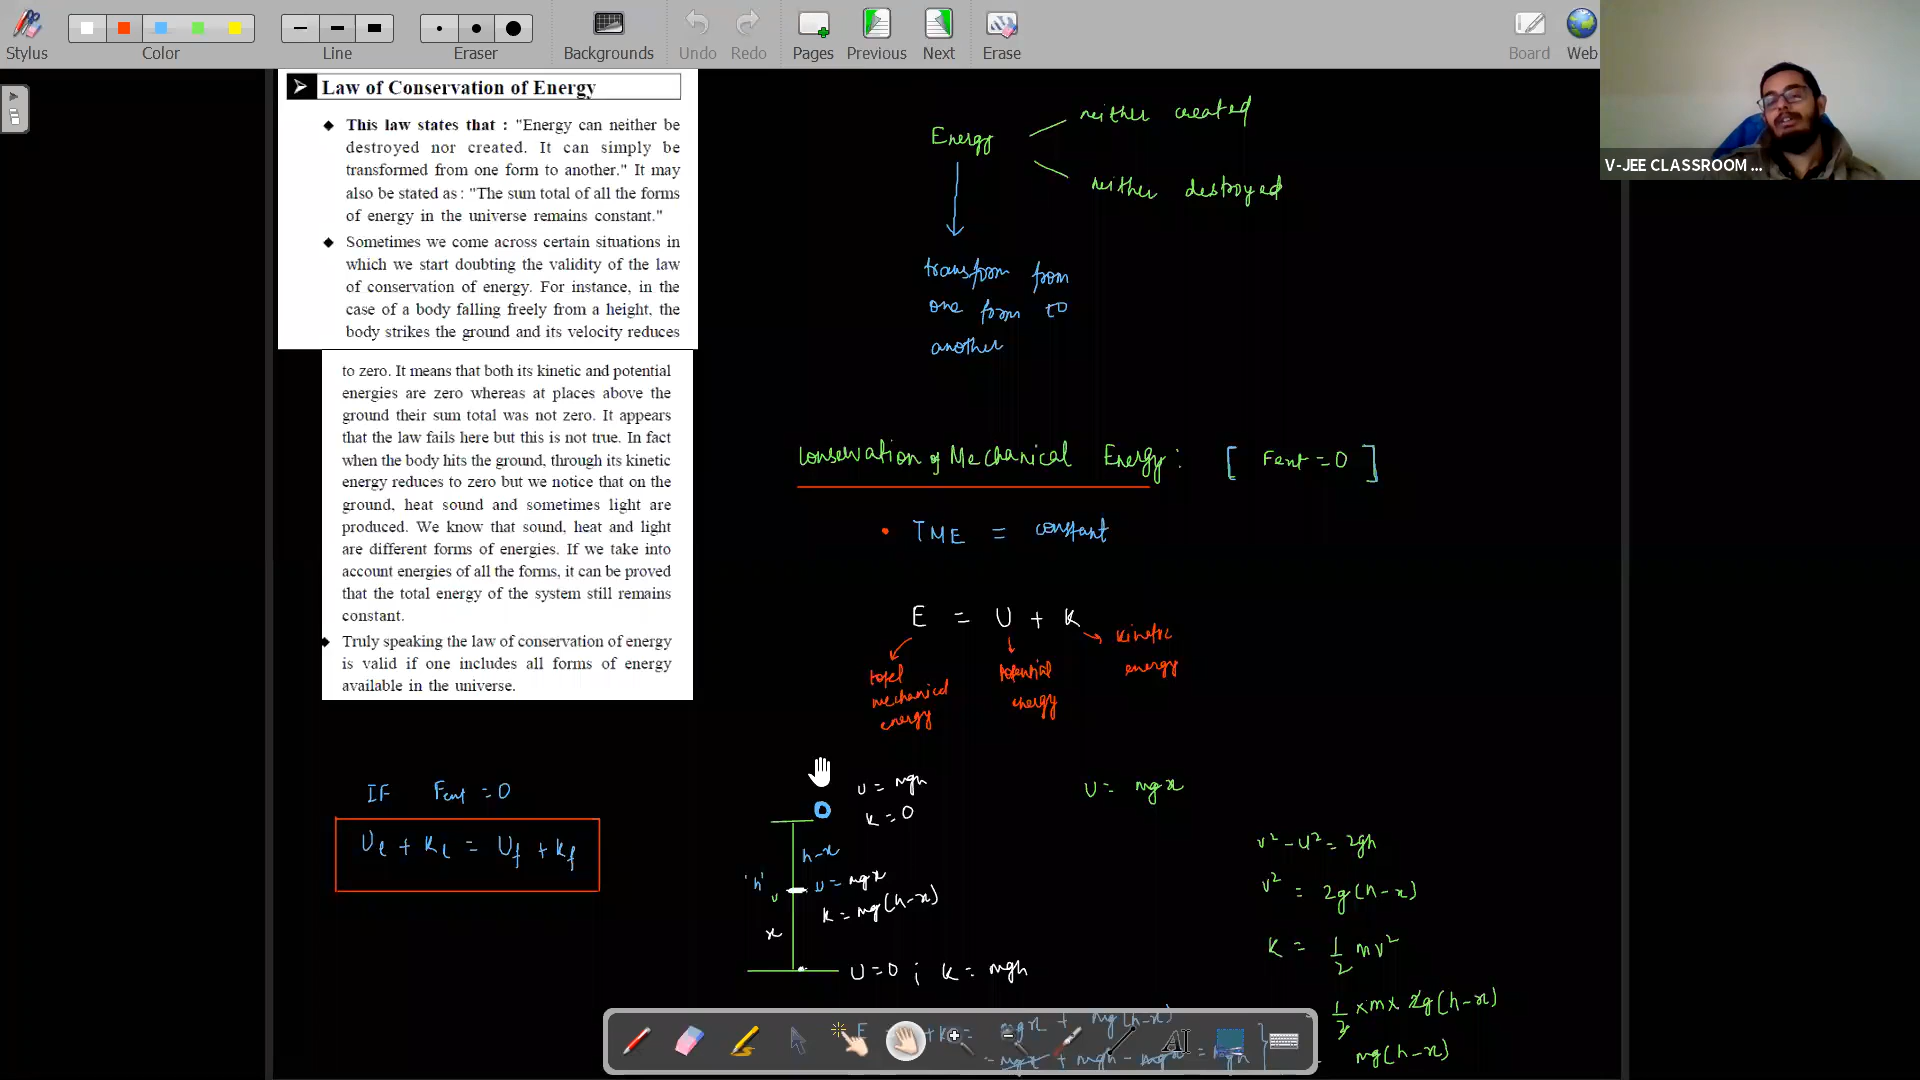 Stylus
Color
Line
Eraser
Backgrounds
Undo
Redo
Pages
Previous
Next
Erase
Board
Web
V-JEE CLASSROOM ...
Law of Conservation of Energy
This law states that : "Energy can neither be
destroyed nor created. It can simply be
transformed from one form to another." It may
also be stated as : "The sum total of all the forms
of energy in the universe remains constant."
Sometimes we come across certain situations in
which we start doubting the validity of the law
of conservation of energy. For instance, in the
case of a body falling freely from a height, the
body strikes the ground and its velocity reduces
to zero. It means that both its kinetic and potential
energies are zero whereas at places above the
ground their sum total was not zero. It appears
that the law fails here but this is not true. In fact
when the body hits the ground, through its kinetic
energy reduces to zero but we notice that on the
ground, heat sound and sometimes light are
produced. We know that sound, heat and light
are different forms of energies. If we take into
account energies of all the forms, it can be proved
that the total energy of the system still remains
constant.
Truly speaking the law of conservation of energy
is valid if one includes all forms of energy
available in the universe.
IF Fext = 0
Ui + Ki = Uf + Kf
Energy
neither created
neither destroyed
transform from
one form to
another
Conservation of Mechanical Energy: [ Fext = 0 ]
• TME = constant
E = U + K
total
mechanical
energy
potential
energy
kinetic
energy
U = mgh
K = 0
h-x
'h'
v
U = mgx
K = mg(h-x)
x
U = 0 ; K = mgh
U = mgx
v² - u² = 2gh
v² = 2g(h-x)
K = 1/2 mv²
1/2 x m x 2g(h-x)
mg(h-x)
mgx + mg(h-x)
mgx + mgh - mgx = mgh